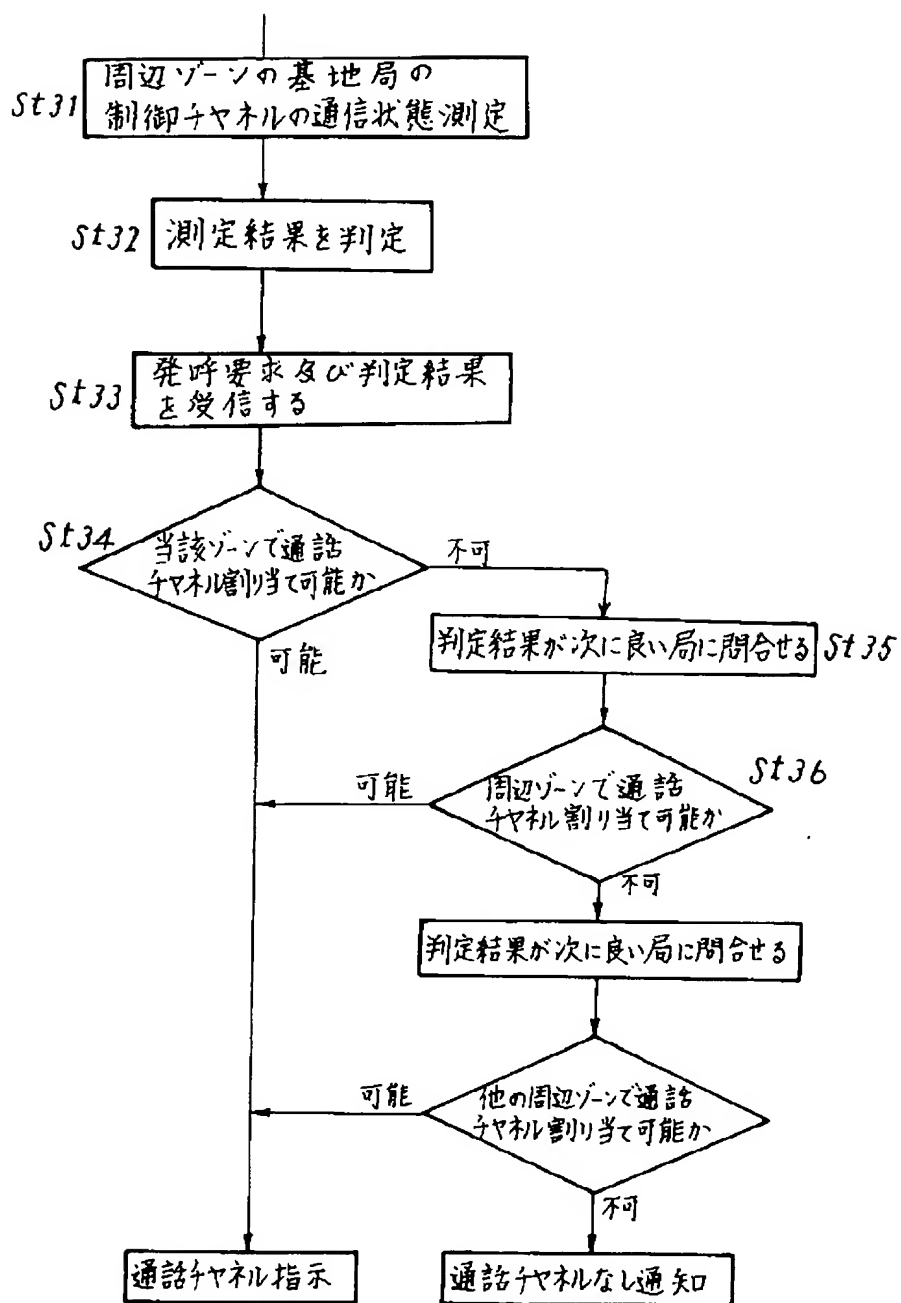 周辺ゾーンの基地局の
St31
制御チャネルの通信状態測定
St32
測定結果を判定
発呼要求及び判定結果
St33
を受信する
St34
当該ゾーンで通話
チャネル割り当て可能か
不可
可能
判定結果が次に良い局に問合せる
St35
St36
可能
周辺ゾーンで通話
チャネル割り当て可能か
不可
判定結果が次に良い局に問合せる
可能
他の周辺ゾーンで通話
チャネル割り当て可能か
不可
通話チャネル指示
通話チャネルなし通知